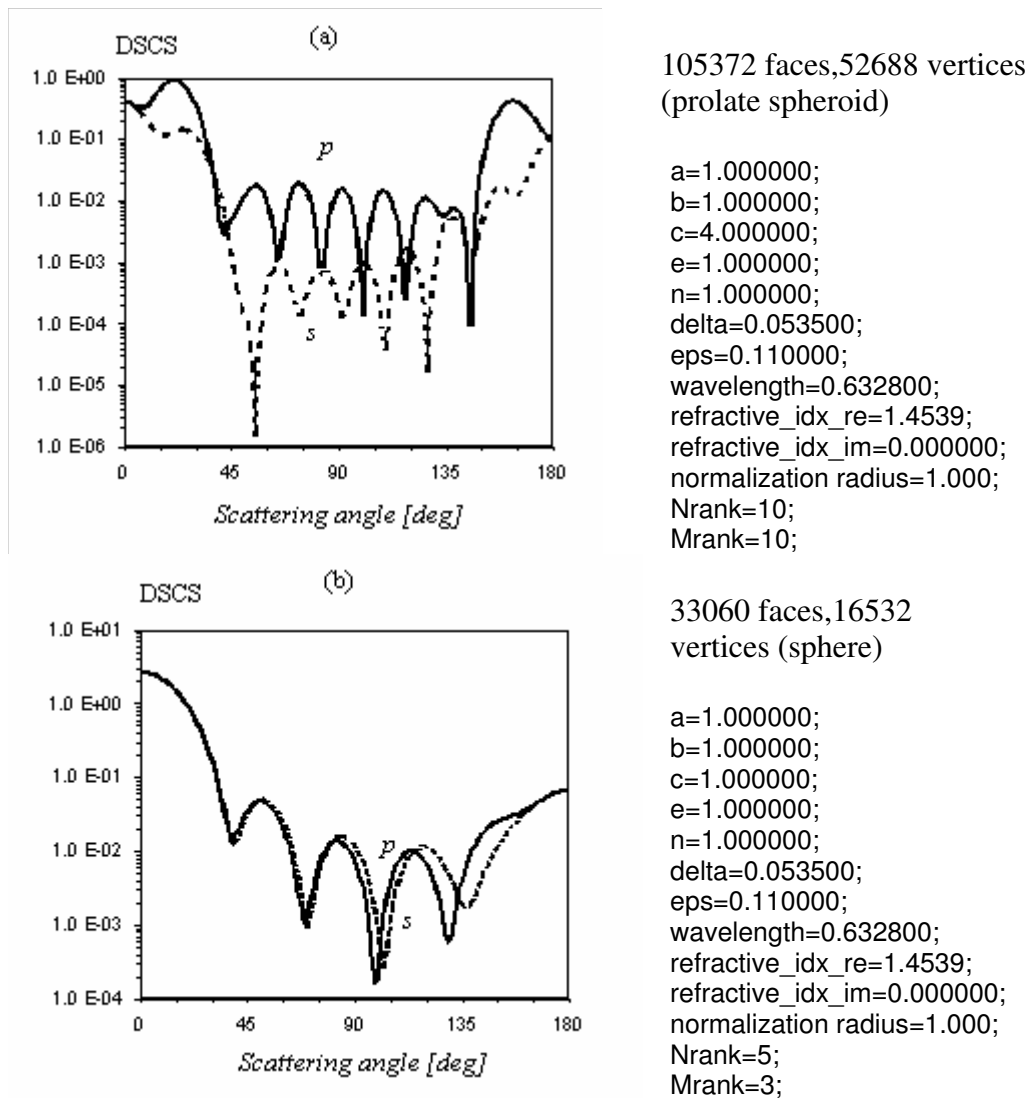 (a)
DSCS
1.0 E+00
1.0 E-01
1.0 E-02
1.0 E-03
1.0 E-04
1.0 E-05
1.0 E-06
p
s
0 45 90 135 180
Scattering angle [deg]
105372 faces,52688 vertices
(prolate spheroid)
a=1.000000;
b=1.000000;
c=4.000000;
e=1.000000;
n=1.000000;
delta=0.053500;
eps=0.110000;
wavelength=0.632800;
refractive_idx_re=1.4539;
refractive_idx_im=0.000000;
normalization radius=1.000;
Nrank=10;
Mrank=10;
(b)
DSCS
1.0 E+01
1.0 E+00
1.0 E-01
1.0 E-02
1.0 E-03
1.0 E-04
p
s
0 45 90 135 180
Scattering angle [deg]
33060 faces,16532
vertices (sphere)
a=1.000000;
b=1.000000;
c=1.000000;
e=1.000000;
n=1.000000;
delta=0.053500;
eps=0.110000;
wavelength=0.632800;
refractive_idx_re=1.4539;
refractive_idx_im=0.000000;
normalization radius=1.000;
Nrank=5;
Mrank=3;